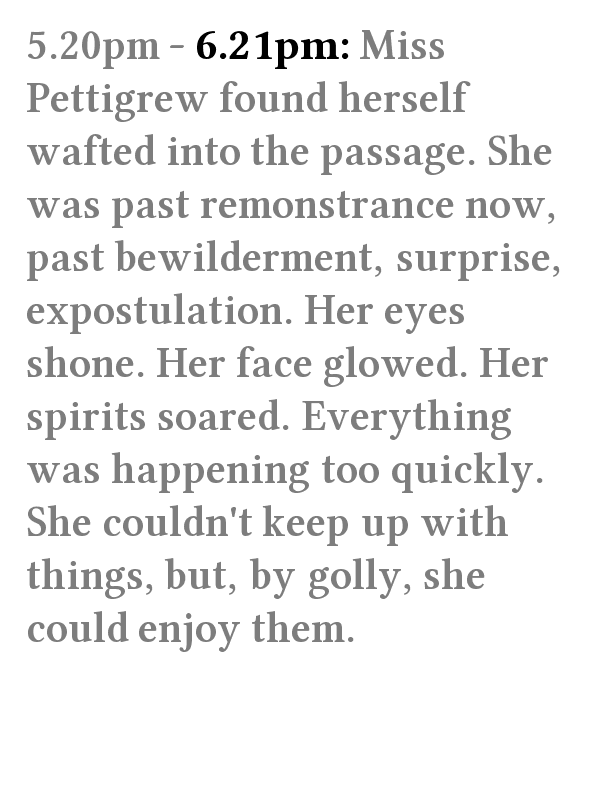 5.20pm - 6.21pm: Miss
Pettigrew found herself
wafted into the passage. She
was past remonstrance now,
past bewilderment, surprise,
expostulation. Her eyes
shone. Her face glowed. Her
spirits soared. Everything
was happening too quickly.
She couldn't keep up with
things, but, by golly, she
could enjoy them.